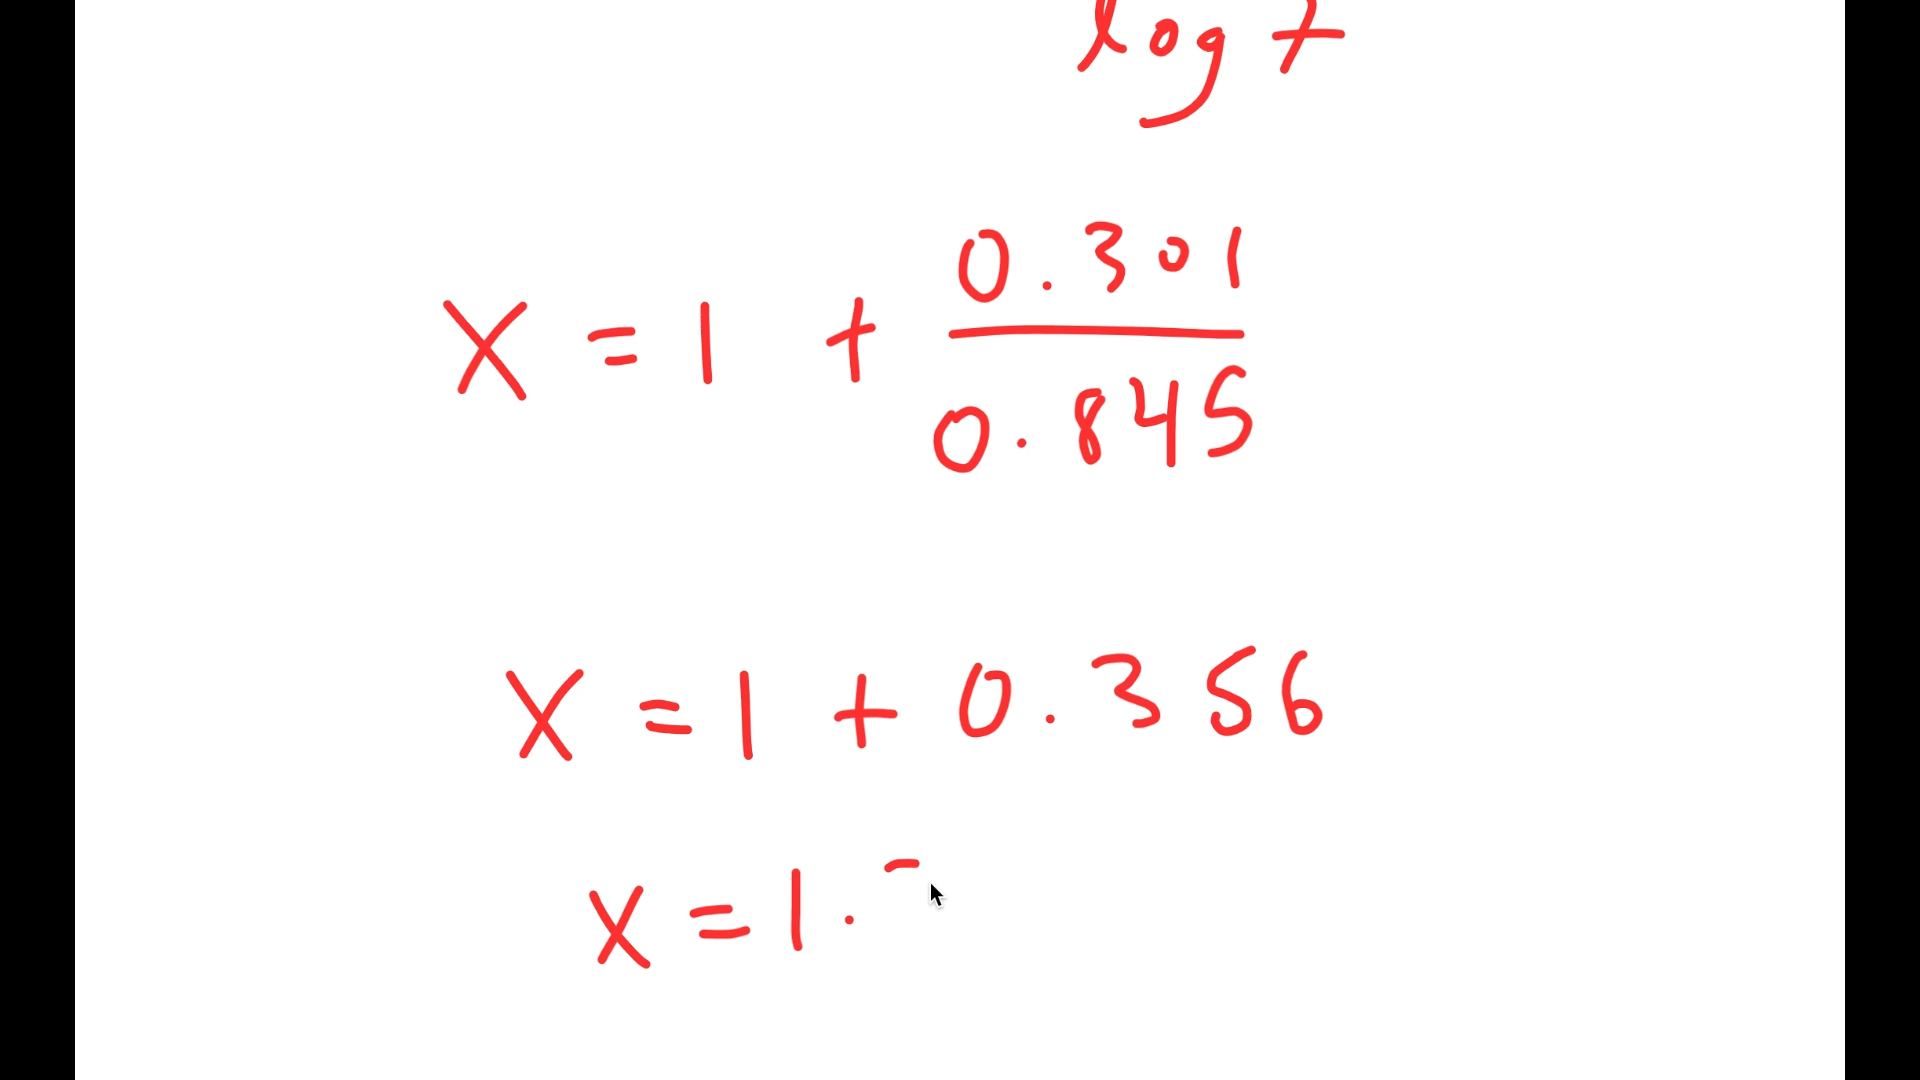 log 7
x = 1 + 0.301 / 0.845
x = 1 + 0.356
x = 1.